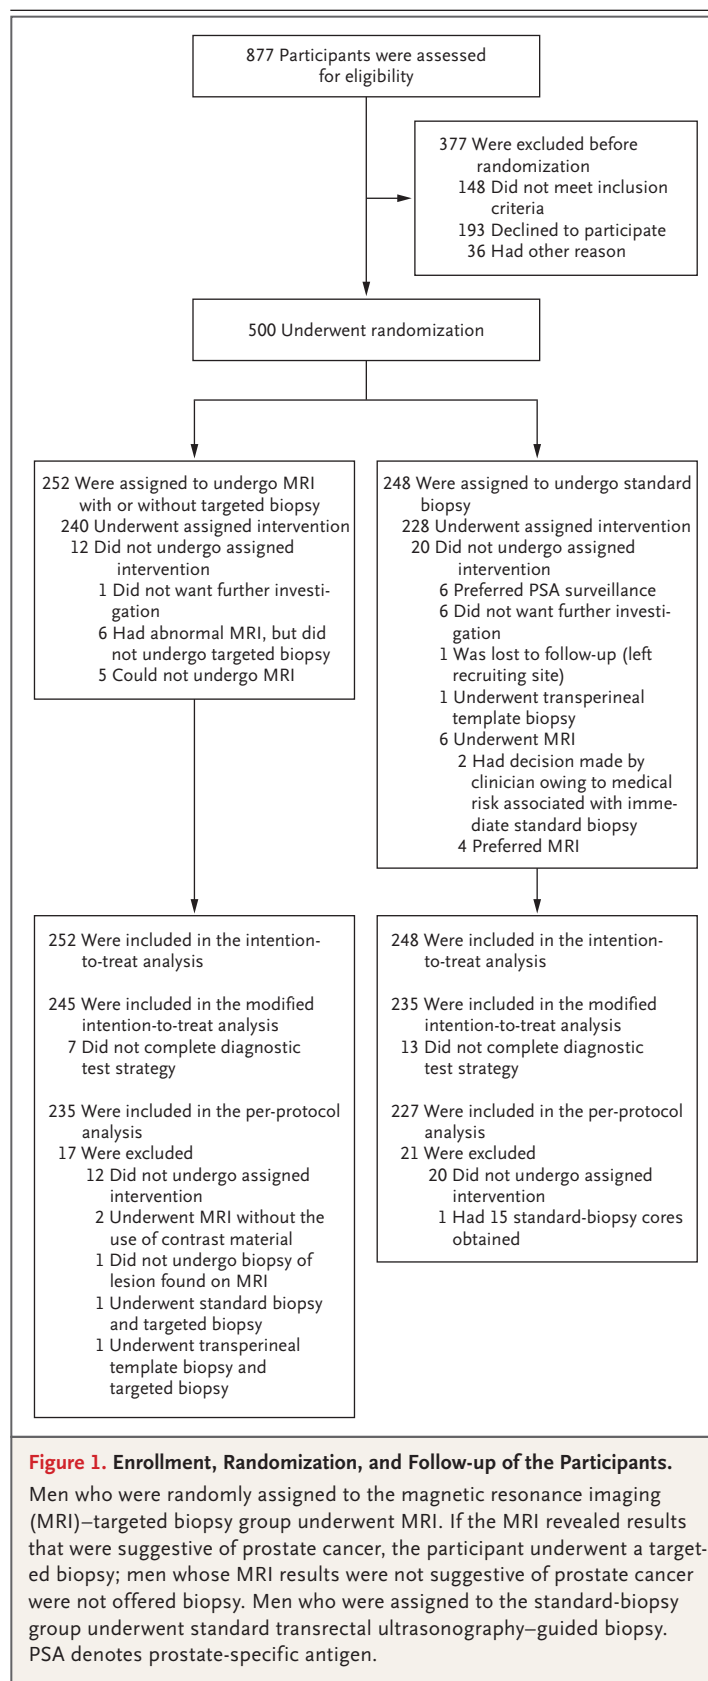 877 Participants were assessed
for eligibility
377 Were excluded before
randomization
148 Did not meet inclusion
criteria
193 Declined to participate
36 Had other reason
500 Underwent randomization
252 Were assigned to undergo MRI
with or without targeted biopsy
240 Underwent assigned intervention
12 Did not undergo assigned
intervention
1 Did not want further investi-
gation
6 Had abnormal MRI, but did
not undergo targeted biopsy
5 Could not undergo MRI
248 Were assigned to undergo standard
biopsy
228 Underwent assigned intervention
20 Did not undergo assigned
intervention
6 Preferred PSA surveillance
6 Did not want further investi-
gation
1 Was lost to follow-up (left
recruiting site)
1 Underwent transperineal
template biopsy
6 Underwent MRI
2 Had decision made by
clinician owing to medical
risk associated with imme-
diate standard biopsy
4 Preferred MRI
252 Were included in the intention-
to-treat analysis
245 Were included in the modified
intention-to-treat analysis
7 Did not complete diagnostic
test strategy
235 Were included in the per-protocol
analysis
17 Were excluded
12 Did not undergo assigned
intervention
2 Underwent MRI without the
use of contrast material
1 Did not undergo biopsy of
lesion found on MRI
1 Underwent standard biopsy
and targeted biopsy
1 Underwent transperineal
template biopsy and
targeted biopsy
248 Were included in the intention-
to-treat analysis
235 Were included in the modified
intention-to-treat analysis
13 Did not complete diagnostic
test strategy
227 Were included in the per-protocol
analysis
21 Were excluded
20 Did not undergo assigned
intervention
1 Had 15 standard-biopsy cores
obtained
Figure 1. Enrollment, Randomization, and Follow-up of the Participants.
Men who were randomly assigned to the magnetic resonance imaging
(MRI)–targeted biopsy group underwent MRI. If the MRI revealed results
that were suggestive of prostate cancer, the participant underwent a target-
ed biopsy; men whose MRI results were not suggestive of prostate cancer
were not offered biopsy. Men who were assigned to the standard-biopsy
group underwent standard transrectal ultrasonography–guided biopsy.
PSA denotes prostate-specific antigen.